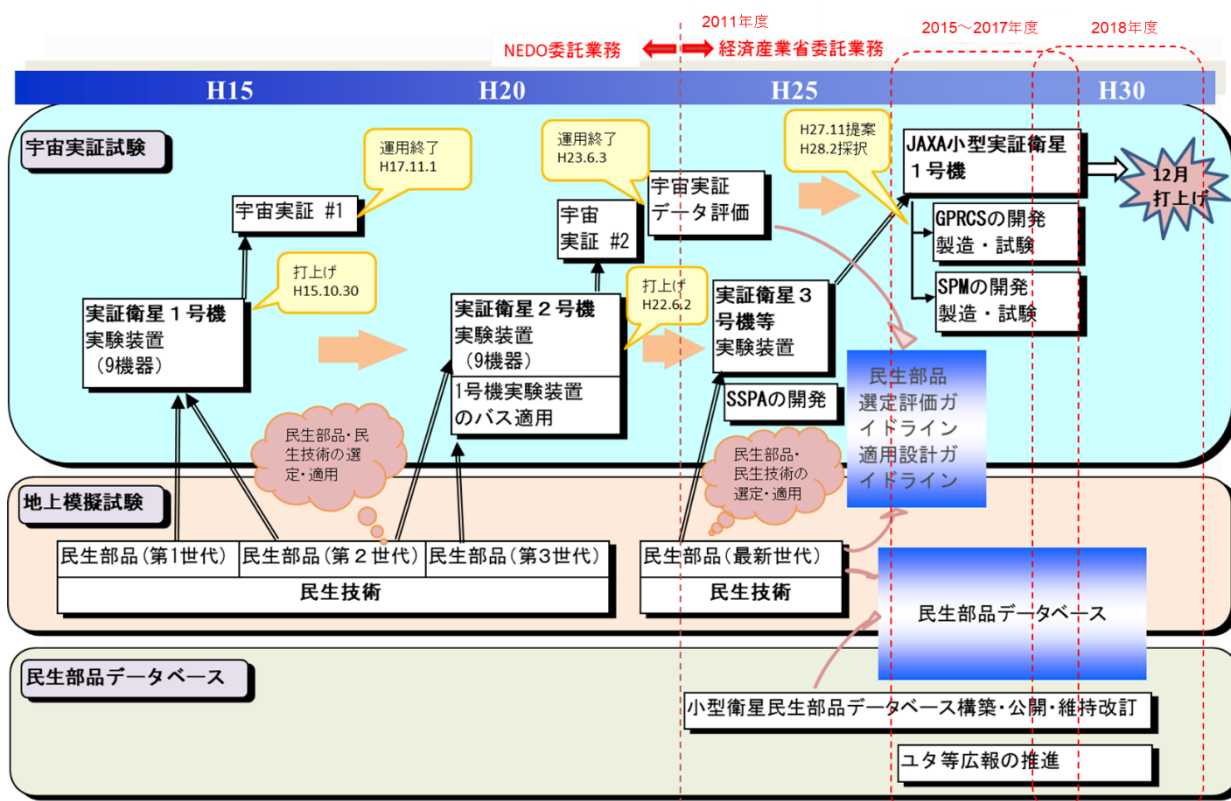 2011年度
2015～2017年度
2018年度
NEDO委託業務
経済産業省委託業務
H15
H20
H25
H30
宇宙実証試験
運用終了
H17.11.1
宇宙実証 #1
打上げ
H15.10.30
実証衛星１号機
実験装置
（9機器）
運用終了
H23.6.3
宇宙
実証 #2
宇宙実証
データ評価
打上げ
H22.6.2
実証衛星２号機
実験装置
（9機器）
1号機実験装置
のバス適用
実証衛星３
号機等
実験装置
SSPAの開発
H27.11提案
H28.2採択
JAXA小型実証衛星
１号機
12月
打上げ
GPRCSの開発
製造・試験
SPMの開発
製造・試験
民生部品
選定評価ガ
イドライン
適用設計ガ
イドライン
民生部品・民
生技術の選
定・適用
民生部品・
民生技術の
選定・適用
地上模擬試験
民生部品（第１世代）
民生部品（第２世代）
民生部品（第３世代）
民生技術
民生部品（最新世代）
民生技術
民生部品データベース
民生部品データベース
小型衛星民生部品データベース構築・公開・維持改訂
ユタ等広報の推進